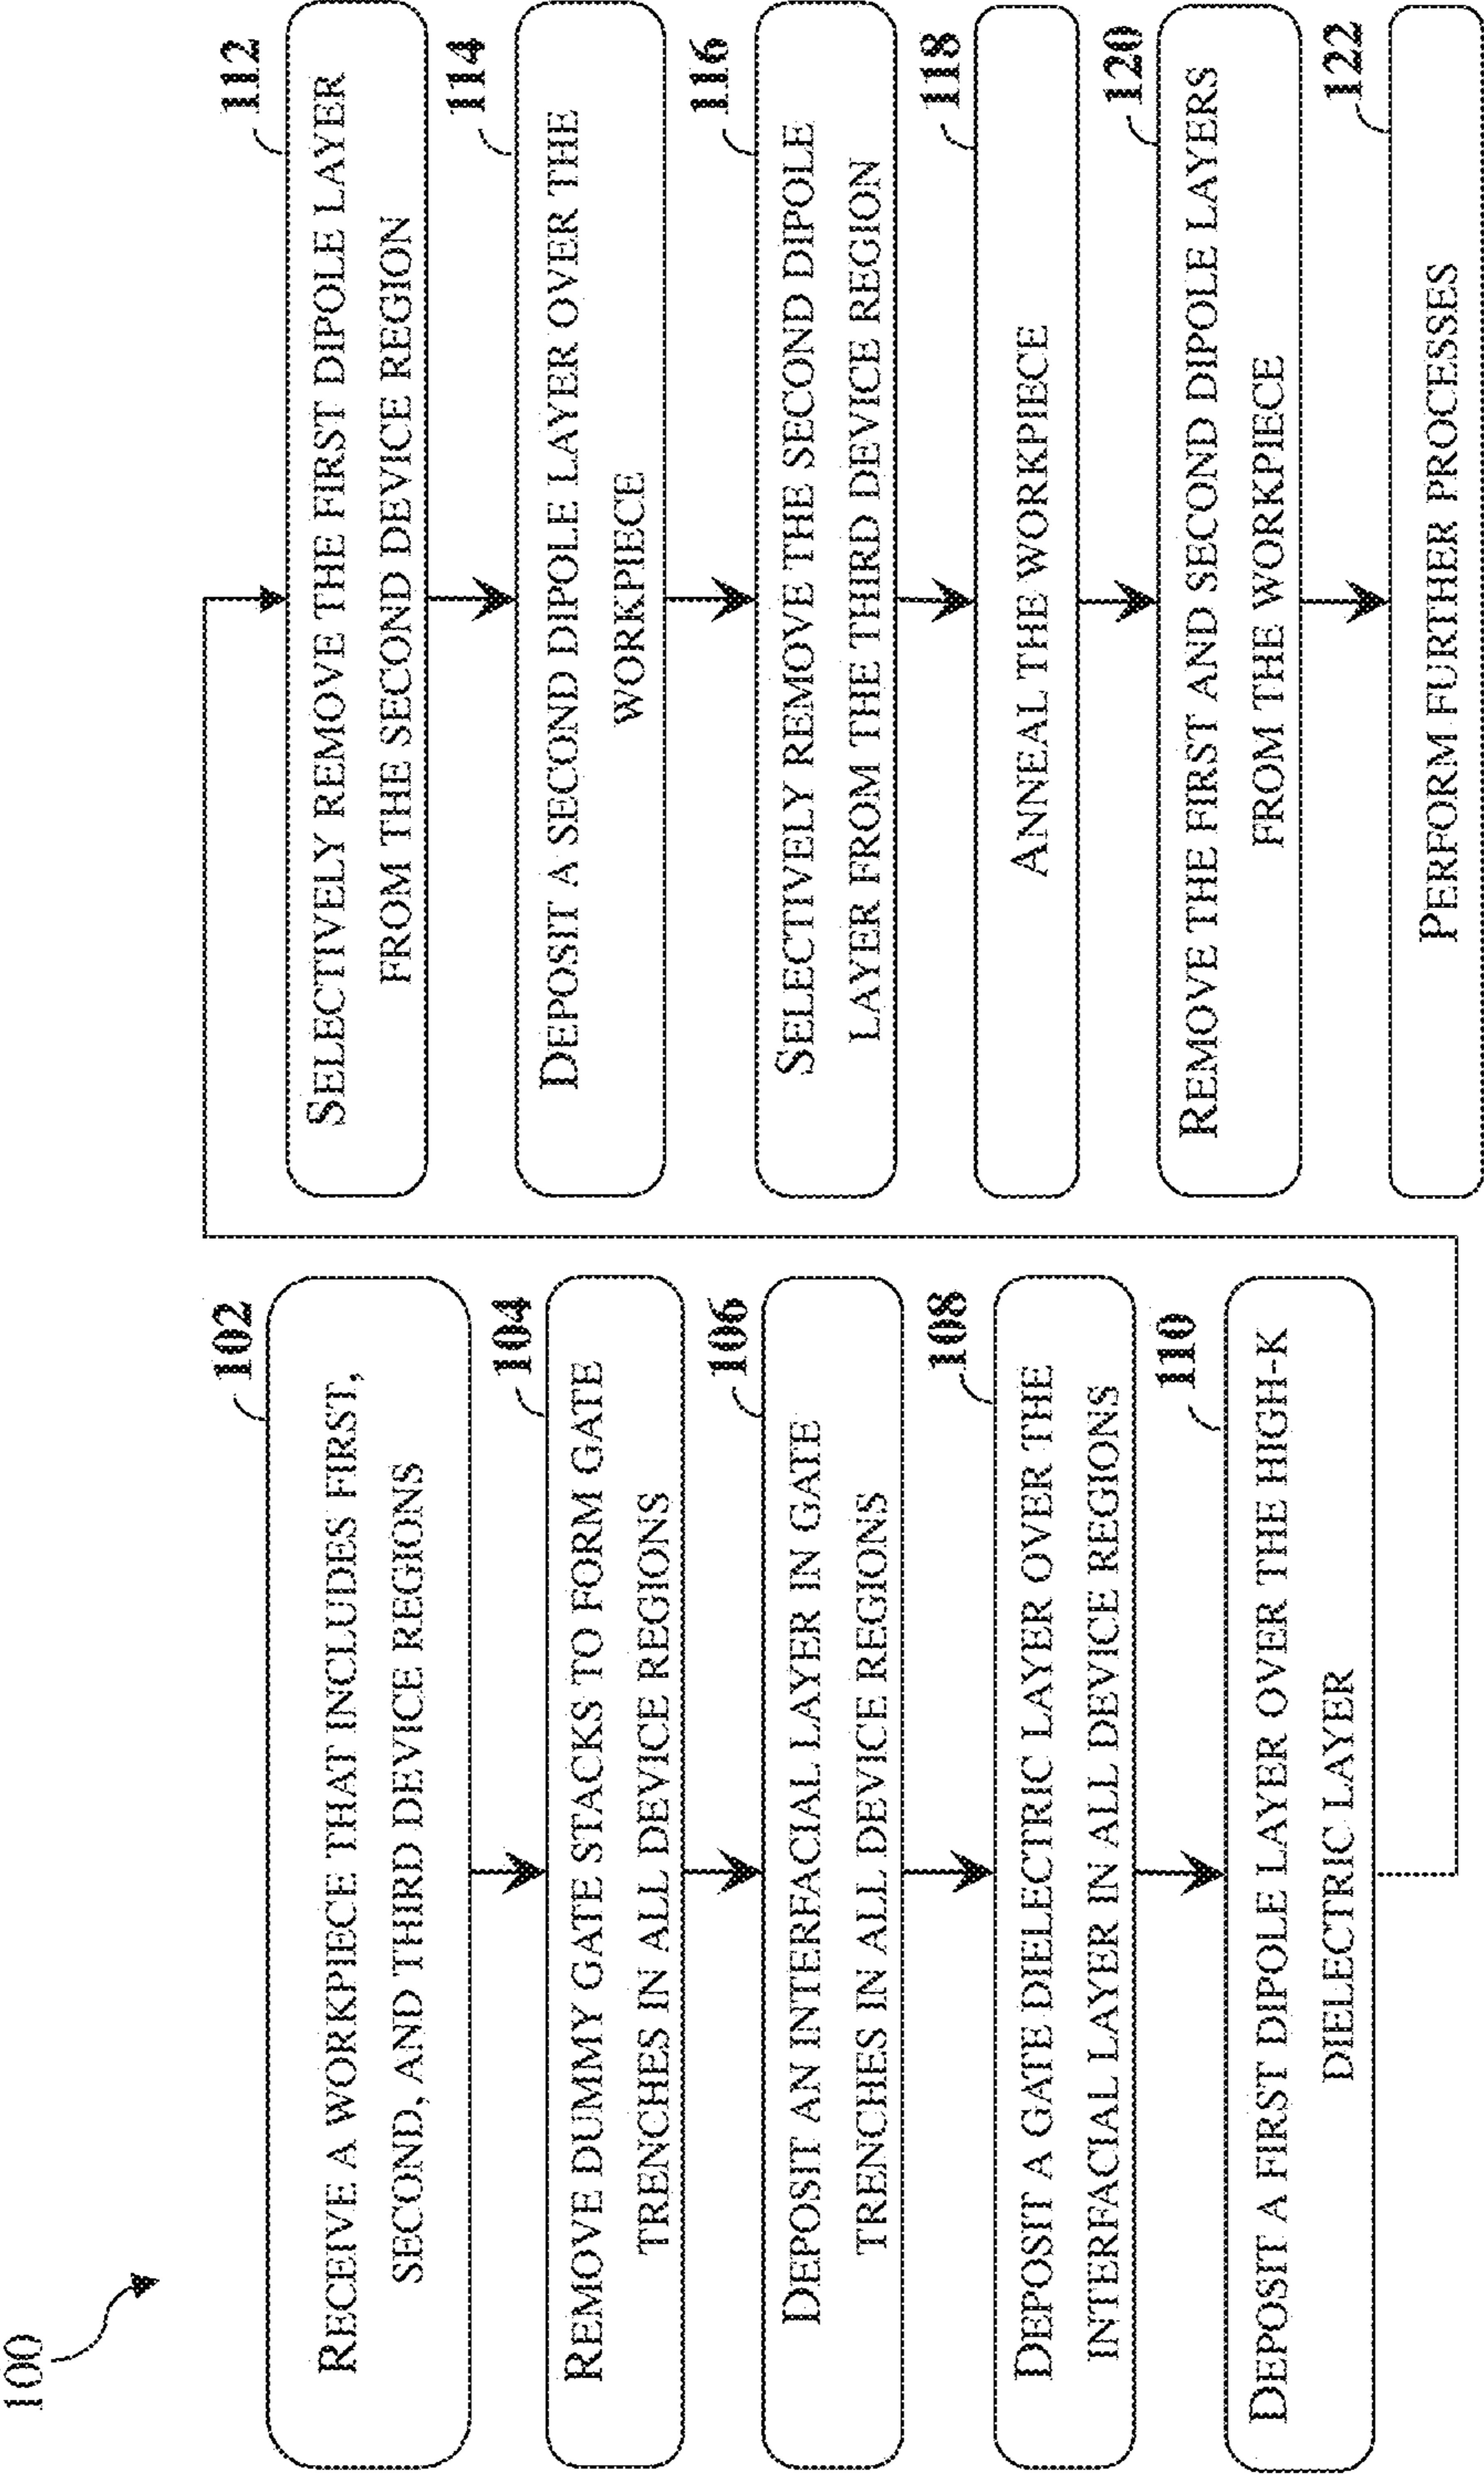 100
102
RECEIVE A WORKPIECE THAT INCLUDES FIRST,
SECOND, AND THIRD DEVICE REGIONS
104
REMOVE DUMMY GATE STACKS TO FORM GATE
TRENCHES IN ALL DEVICE REGIONS
106
DEPOSIT AN INTERFACIAL LAYER IN GATE
TRENCHES IN ALL DEVICE REGIONS
108
DEPOSIT A GATE DIELECTRIC LAYER OVER THE
INTERFACIAL LAYER IN ALL DEVICE REGIONS
110
DEPOSIT A FIRST DIPOLE LAYER OVER THE HIGH-K
DIELECTRIC LAYER
112
SELECTIVELY REMOVE THE FIRST DIPOLE LAYER
FROM THE SECOND DEVICE REGION
114
DEPOSIT A SECOND DIPOLE LAYER OVER THE
WORKPIECE
116
SELECTIVELY REMOVE THE SECOND DIPOLE
LAYER FROM THE THIRD DEVICE REGION
118
ANNEAL THE WORKPIECE
120
REMOVE THE FIRST AND SECOND DIPOLE LAYERS
FROM THE WORKPIECE
122
PERFORM FURTHER PROCESSES